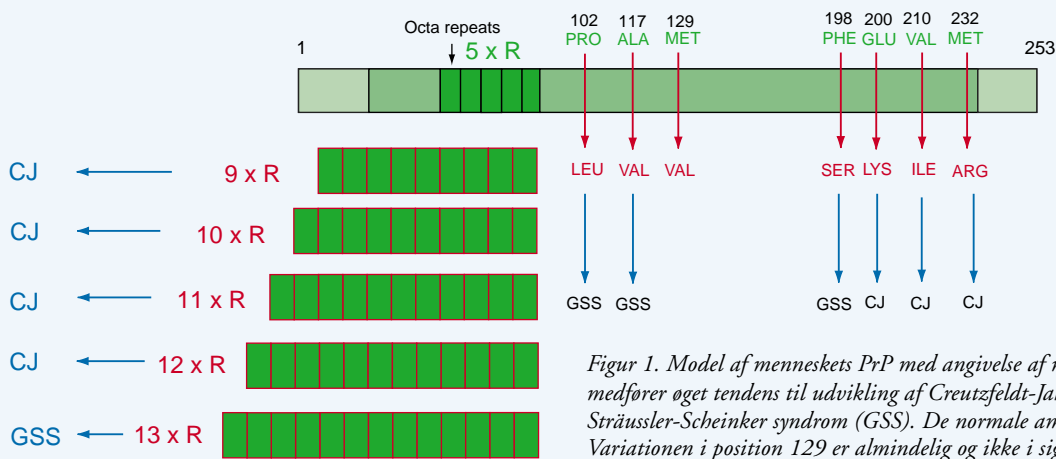 102 117 129 198 200 210 232
Octa repeats PRO ALA MET PHE GLU VAL MET
1 5 x R 253
CJ 9 x R LEU VAL VAL SER LYS ILE ARG
CJ 10 x R
CJ 11 x R GSS GSS GSS CJ CJ CJ
CJ 12 x R
GSS 13 x R
Figur 1. Model af menneskets PrP med angivelse af
medfører øget tendens til udvikling af Creutzfeldt-Jak
Sträussler-Scheinker syndrom (GSS). De normale
Variationen i position 129 er almindelig og ikke i